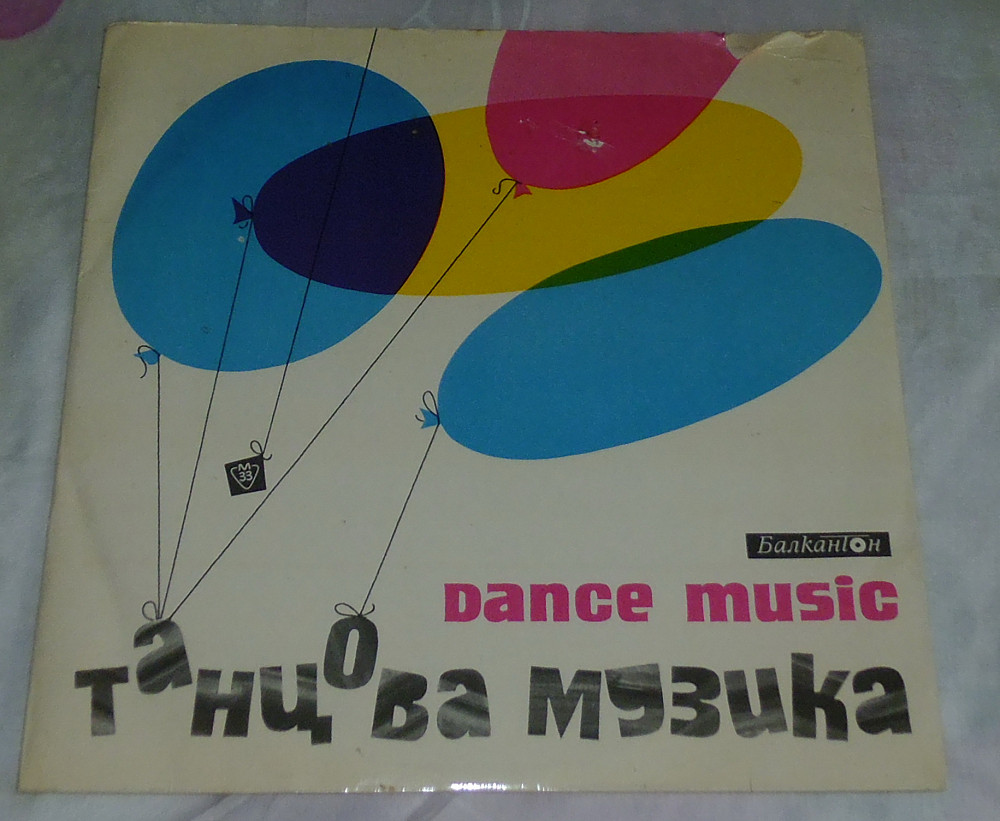 M
33
Балкантон
Dance music
танцова музика